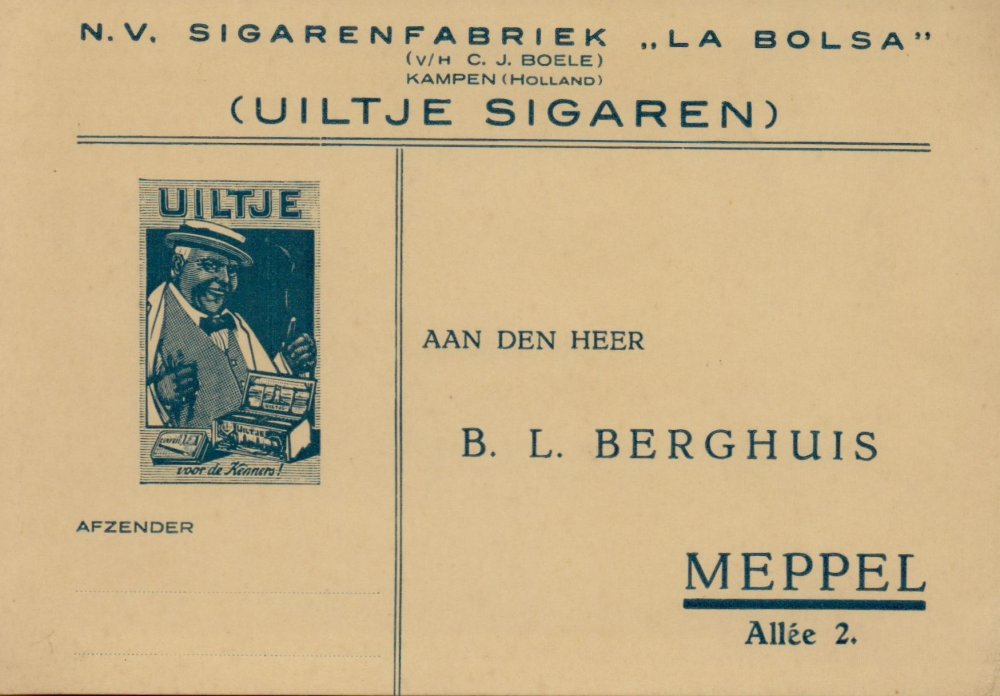 N.V. SIGARENFABRIEK „LA BOLSA”
(V/H C. J. BOELE)
KAMPEN (HOLLAND)
(UILTJE SIGAREN)
UILTJE
UILTJE
voor de Kenners!
AFZENDER
AAN DEN HEER
B. L. BERGHUIS
MEPPEL
Allée 2.